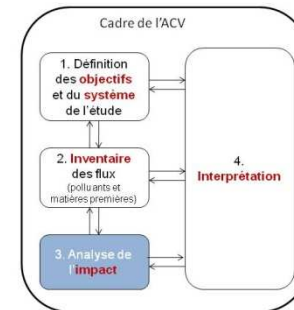 Cadre de l'ACV
1. Définition
des objectifs
et du système
de l'étude
2. Inventaire
des flux
(polluants et
matières premières)
3. Analyse de
l'impact
4.
Interprétation